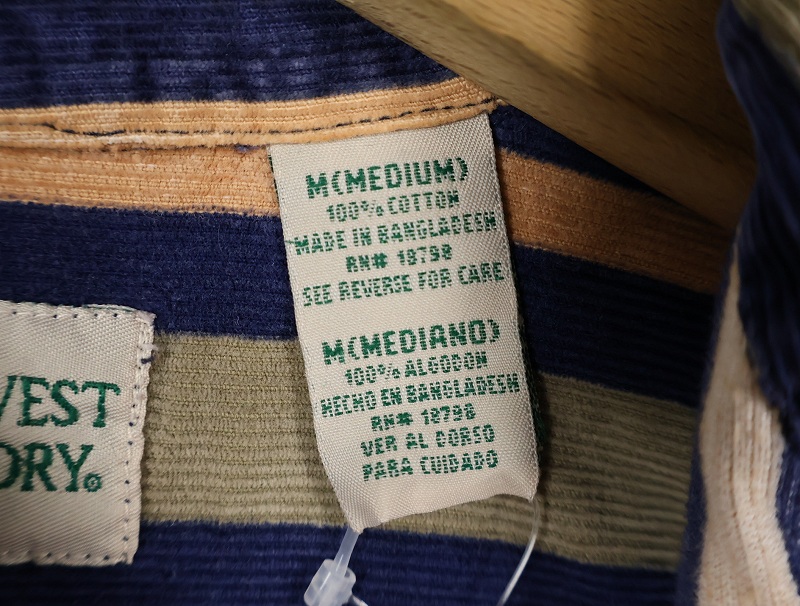 M(MEDIUM)
100% COTTON
MADE IN BANGLADESH
RN# 18798
SEE REVERSE FOR CARE
M(MEDIANO)
100% ALGODON
HECHO EN BANGLADESH
RN# 18798
VER AL DORSO
PARA CUIDADO
VEST
DRY®